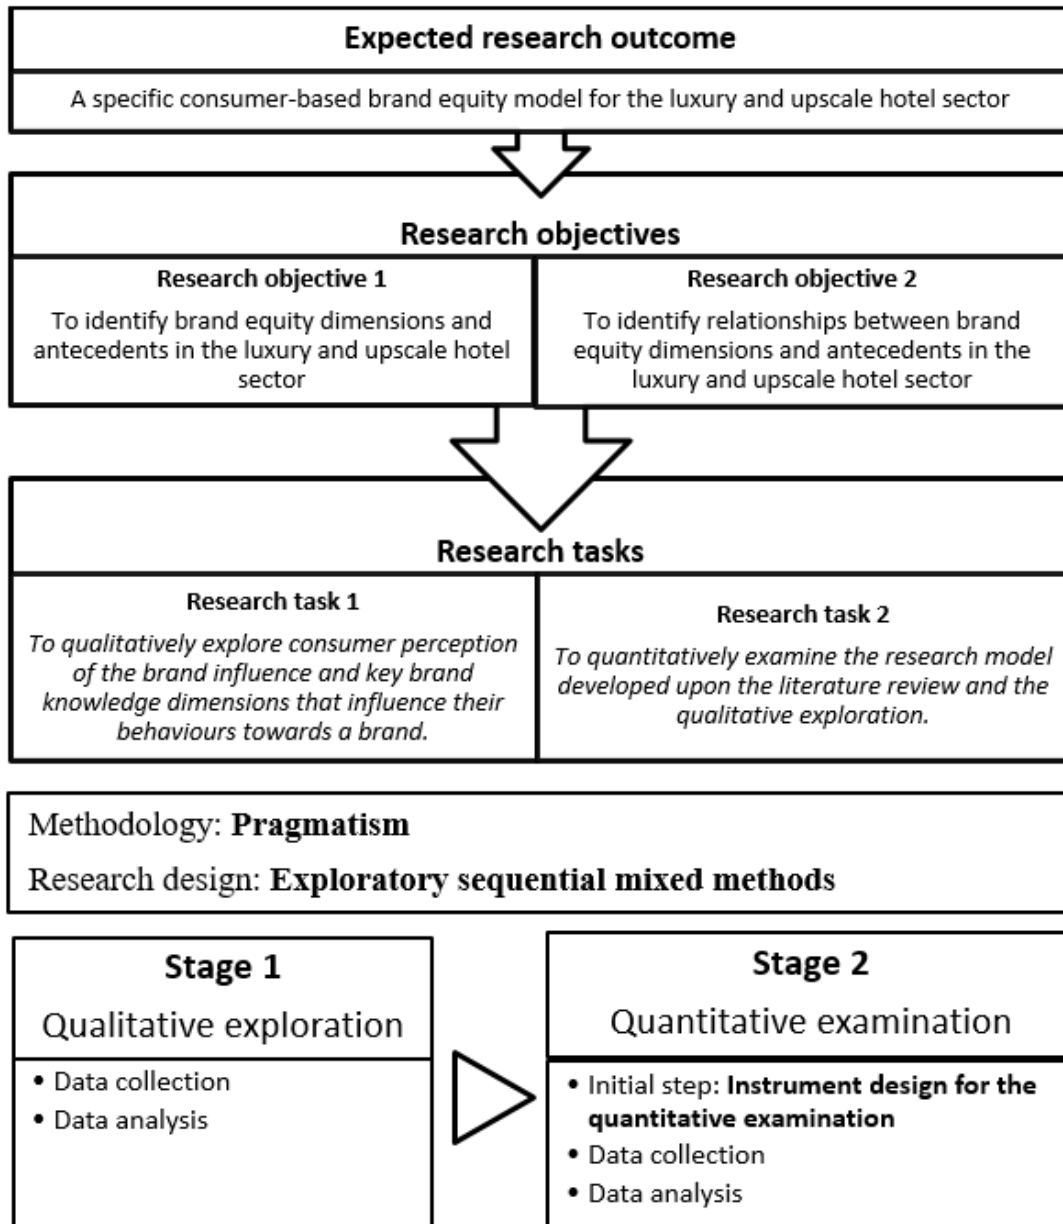 Expected research outcome
A specific consumer-based brand equity model for the luxury and upscale hotel sector
Research objectives
Research objective 1
To identify brand equity dimensions and
antecedents in the luxury and upscale hotel
sector
Research objective 2
To identify relationships between brand
equity dimensions and antecedents in the
luxury and upscale hotel sector
Research tasks
Research task 1
To qualitatively explore consumer perception
of the brand influence and key brand
knowledge dimensions that influence their
behaviours towards a brand.
Research task 2
To quantitatively examine the research model
developed upon the literature review and the
qualitative exploration.
Methodology: Pragmatism
Research design: Exploratory sequential mixed methods
Stage 1
Qualitative exploration
• Data collection
• Data analysis
Stage 2
Quantitative examination
• Initial step: Instrument design for the
quantitative examination
• Data collection
• Data analysis